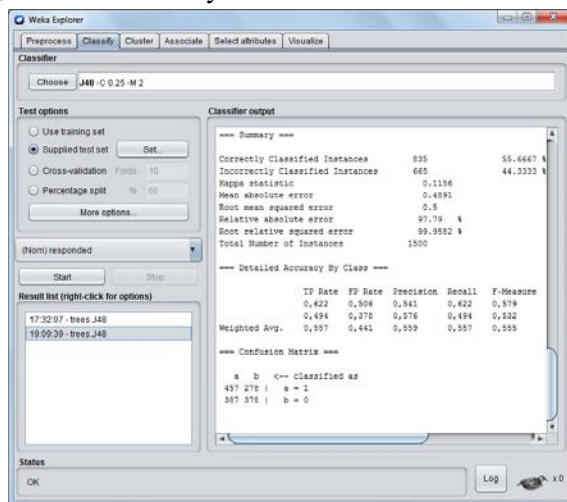 Weka Explorer
Preprocess Classify Cluster Associate Select attributes Visualize
Classifier
Choose J48 -C 0.25 -M 2
Test options
Use training set
Supplied test set Set...
Cross-validation Folds 10
Percentage split % 66
More options...
(Nom) responded
Start Stop
Result list (right-click for options)
17:32:07 - trees.J48
19:09:39 - trees.J48
Classifier output
=== Summary ===
Correctly Classified Instances 835 55.6667 %
Incorrectly Classified Instances 665 44.3333 %
Kappa statistic 0.1156
Mean absolute error 0.4891
Root mean squared error 0.5
Relative absolute error 97.79 %
Root relative squared error 99.9582 %
Total Number of Instances 1500
=== Detailed Accuracy By Class ===
TP Rate FP Rate Precision Recall F-Measure
0,622 0,506 0,541 0,622 0,579
0,494 0,378 0,576 0,494 0,532
Weighted Avg. 0,557 0,441 0,559 0,557 0,555
=== Confusion Matrix ===
a b <-- classified as
457 278 | a = 1
387 378 | b = 0
Status
OK
Log
x 0